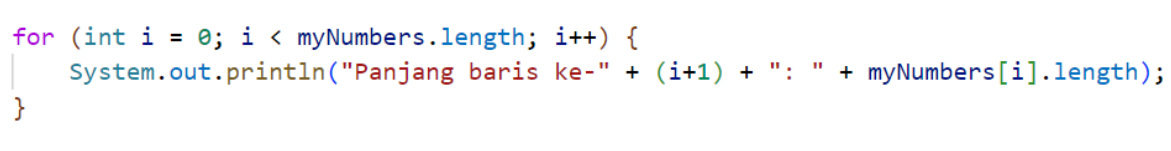 for (int i = 0; i < myNumbers.length; i++) {
    System.out.println("Panjang baris ke-" + (i+1) + ": " + myNumbers[i].length);
}